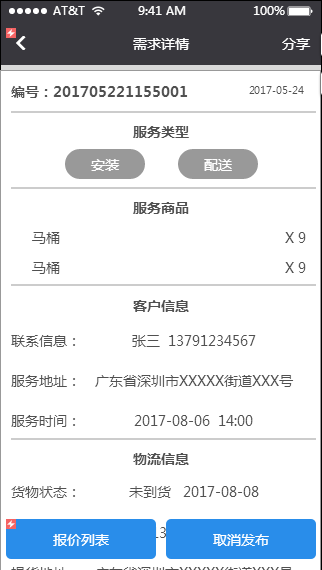 AT&T 9:41 AM 100%
需求详情 分享
编号：201705221155001 2017-05-24
服务类型
安装 配送
服务商品
马桶 X 9
马桶 X 9
客户信息
联系信息： 张三 13791234567
服务地址： 广东省深圳市XXXXX街道XXX号
服务时间： 2017-08-06 14:00
物流信息
货物状态： 未到货 2017-08-08
报价列表 取消发布